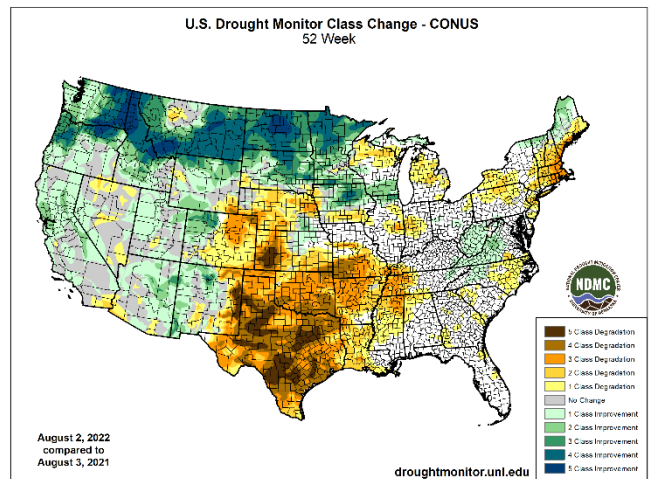 U.S. Drought Monitor Class Change - CONUS
52 Week
NDMC
5 Class Degradation
4 Class Degradation
3 Class Degradation
2 Class Degradation
1 Class Degradation
No Change
1 Class Improvement
2 Class Improvement
3 Class Improvement
4 Class Improvement
5 Class Improvement
August 2, 2022
compared to
August 3, 2021
droughtmonitor.unl.edu